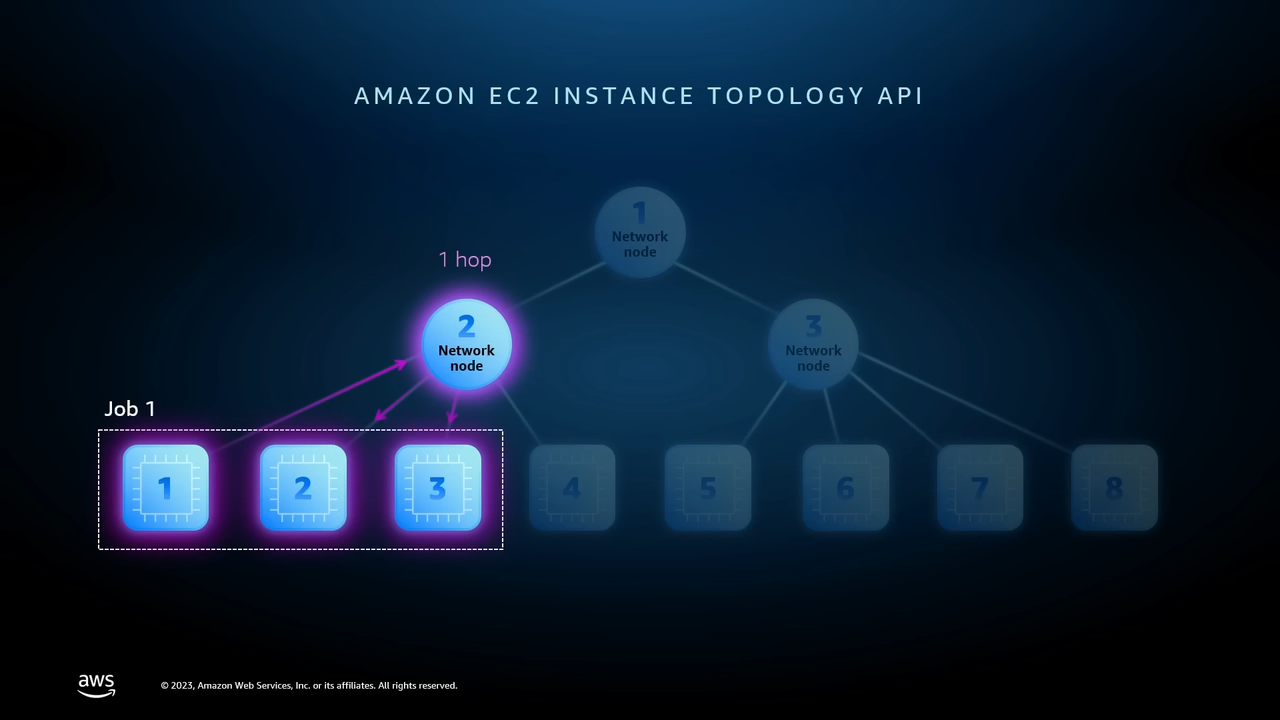 AMAZON EC2 INSTANCE TOPOLOGY API
1
Network
node
1 hop
2
Network
node
3
Network
node
Job 1
1
2
3
4
5
6
7
8
aws
© 2023, Amazon Web Services, Inc. or its affiliates. All rights reserved.